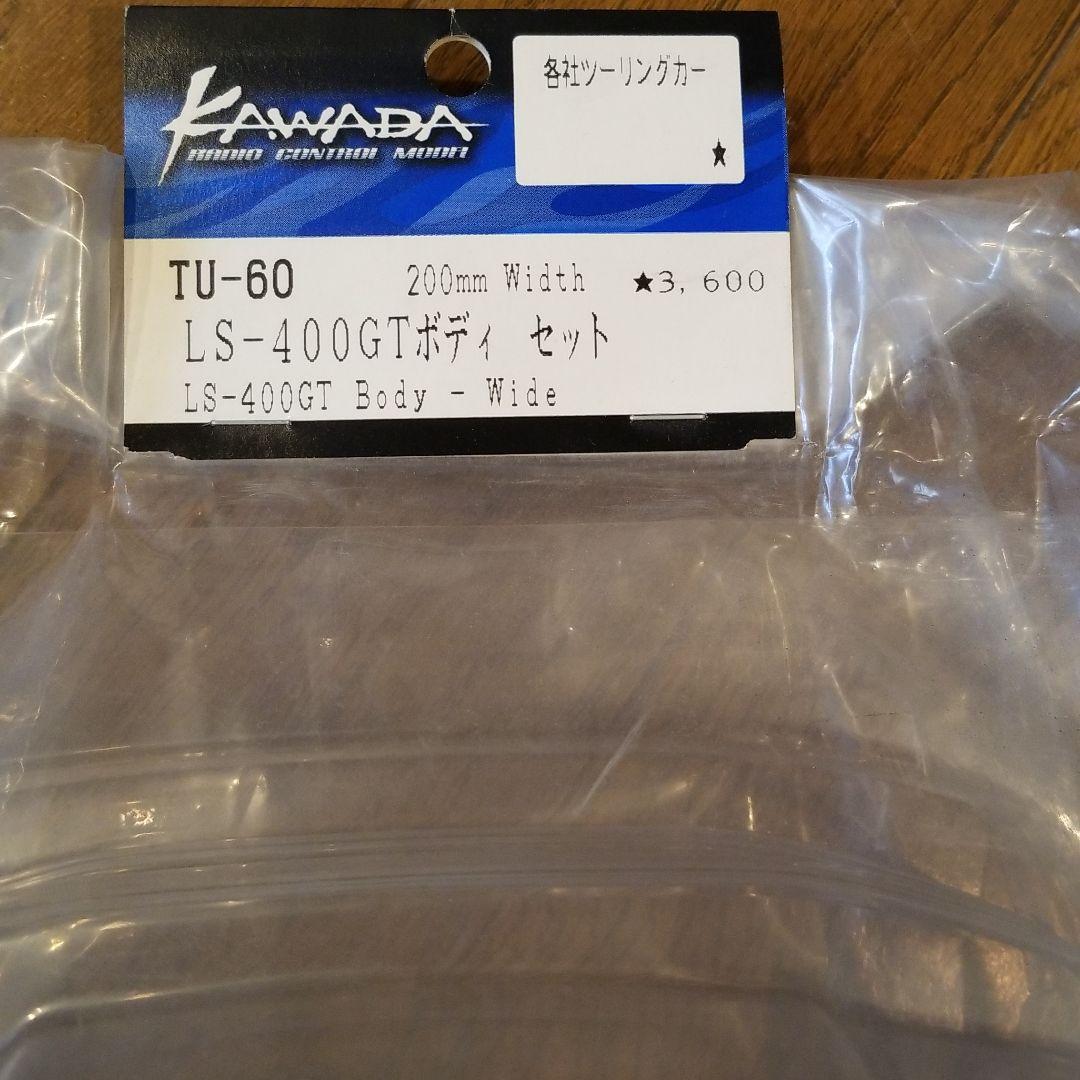 KAWADA
RADIO CONTROL MODEL
各社ツーリングカー
★
TU-60 200mm Width ★3,600
LS-400GTボディ セット
LS-400GT Body - Wide